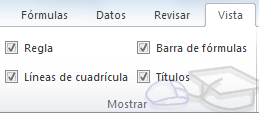 Fórmulas Datos Revisar Vista
Regla Barra de fórmulas
Líneas de cuadrícula Títulos
Mostrar